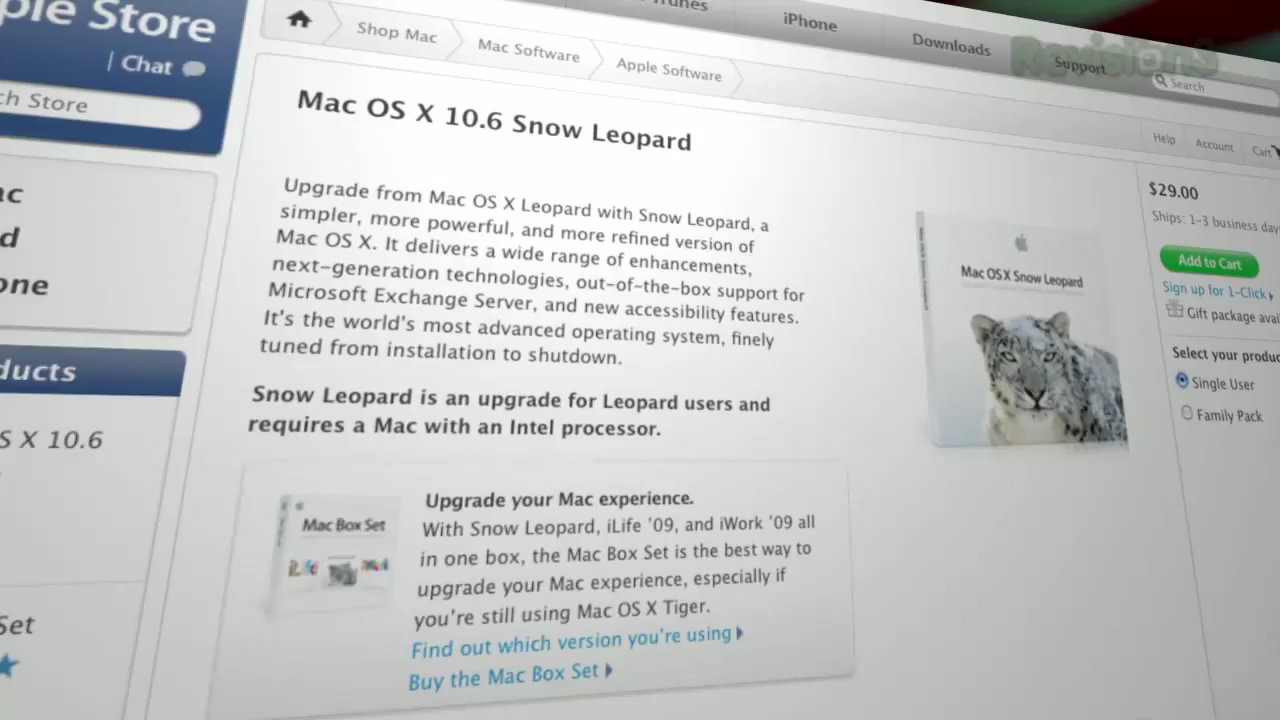 iPhone
Downloads
Support
Revision3
Search
Store
Chat
Store
Shop Mac
Mac Software
Apple Software
Help
Account
Cart
Mac OS X 10.6 Snow Leopard
Upgrade from Mac OS X Leopard with Snow Leopard, a
simpler, more powerful, and more refined version of
Mac OS X. It delivers a wide range of enhancements,
next-generation technologies, out-of-the-box support for
Microsoft Exchange Server, and new accessibility features.
It's the world's most advanced operating system, finely
tuned from installation to shutdown.
Snow Leopard is an upgrade for Leopard users and
requires a Mac with an Intel processor.
Mac OS X Snow Leopard
$29.00
Ships: 1-3 business day
Add to Cart
Sign up for 1-Click
Gift package avai
Select your produc
Single User
Family Pack
S X 10.6
Set
Mac Box Set
Upgrade your Mac experience.
With Snow Leopard, iLife '09, and iWork '09 all
in one box, the Mac Box Set is the best way to
upgrade your Mac experience, especially if
you're still using Mac OS X Tiger.
Find out which version you're using
Buy the Mac Box Set